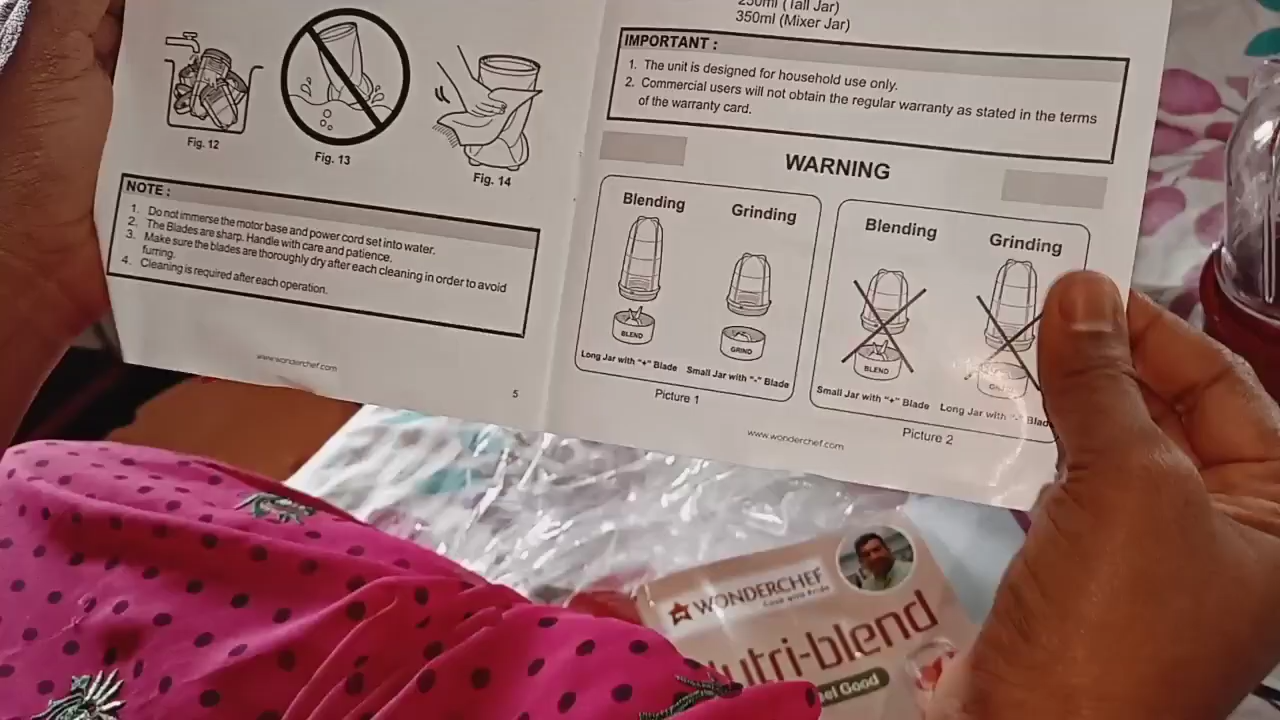 Fig. 12
Fig. 13
Fig. 14
NOTE :
1. Do not immerse the motor base and power cord set into water.
2. The Blades are sharp. Handle with care and patience.
3. Make sure the blades are thoroughly dry after each cleaning in order to avoid
furring.
4. Cleaning is required after each operation.
www.wonderchef.com
5
250ml (Tall Jar)
350ml (Mixer Jar)
IMPORTANT :
1. The unit is designed for household use only.
2. Commercial users will not obtain the regular warranty as stated in the terms
of the warranty card.
WARNING
Blending
Grinding
BLEND
GRIND
Long Jar with "+" Blade
Small Jar with "-" Blade
Picture 1
Blending
Grinding
BLEND
Small Jar with "+" Blade
Long Jar with "-" Blad
Picture 2
www.wonderchef.com
WONDERCHEF
Cook with Pride
utri-blend
el Good